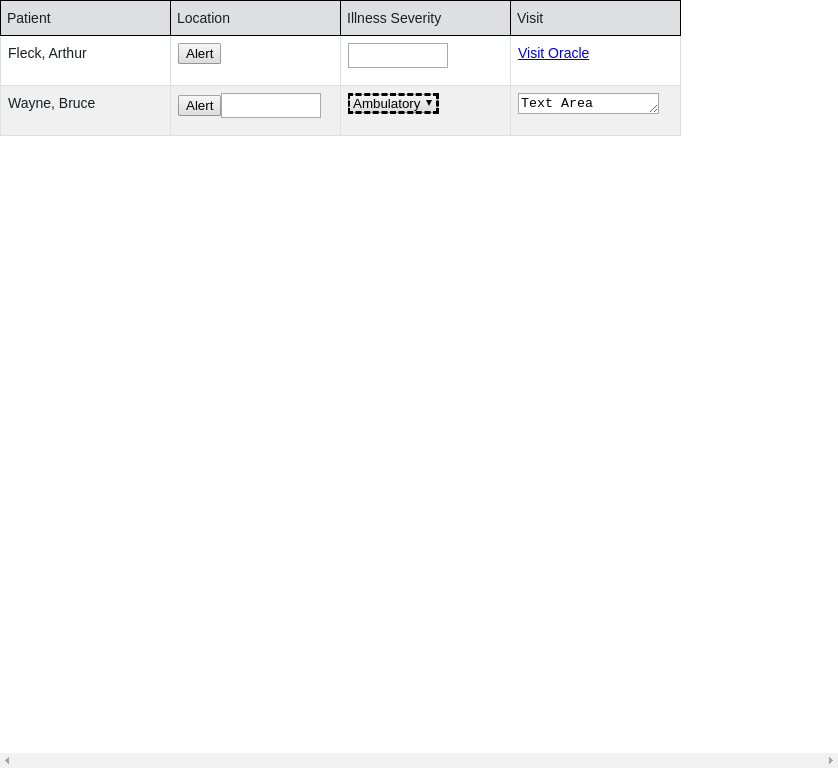 Patient Location Illness Severity Visit
Fleck, Arthur Alert Visit Oracle
Wayne, Bruce Alert Ambulatory Text Area